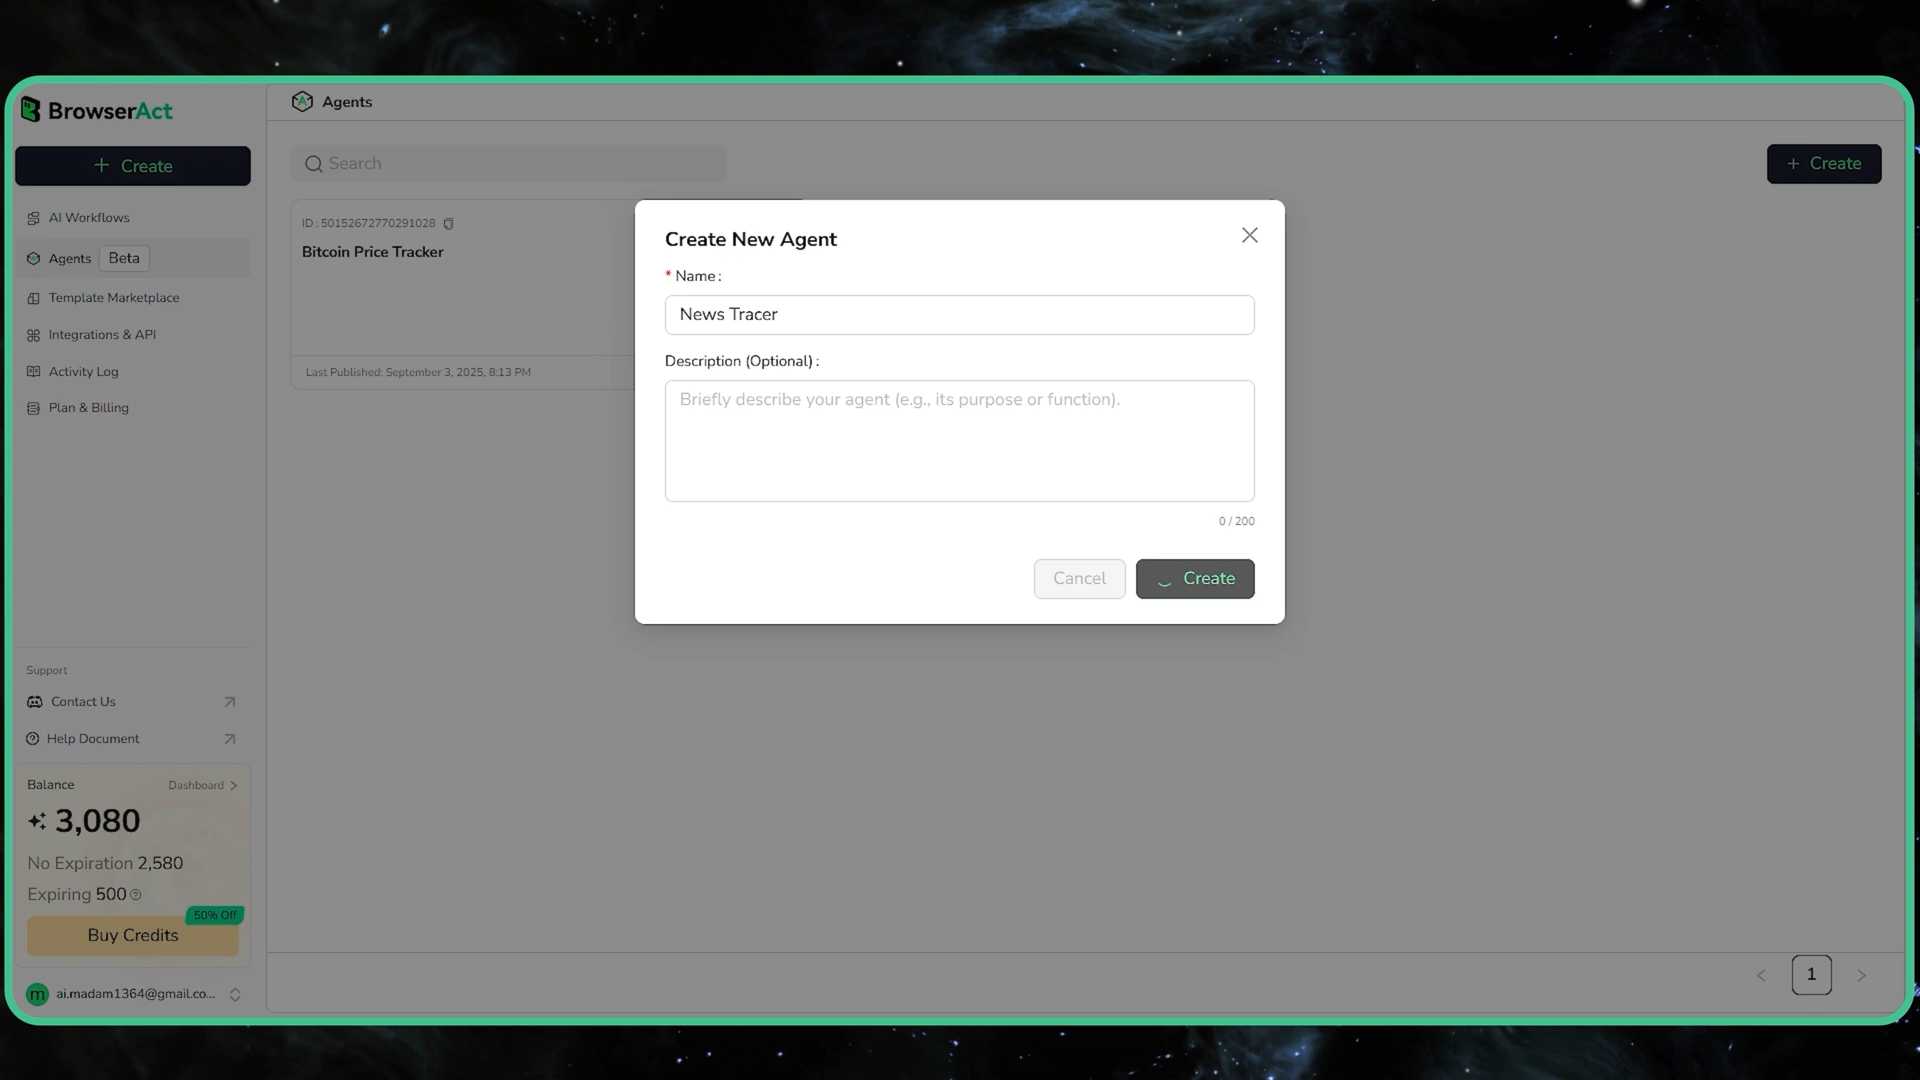 BrowserAct
Create
AI Workflows
Agents Beta
Template Marketplace
Integrations & API
Activity Log
Plan & Billing
Support
Contact Us
Help Document
Balance Dashboard
3,080
No Expiration 2,580
Expiring 500
50% Off
Buy Credits
m ai.madam1364@gmail.co...
Agents
Search
+ Create
ID : 50152672770291028
Bitcoin Price Tracker
Last Published: September 3, 2025, 8:13 PM
Create New Agent
* Name :
News Tracer
Description (Optional) :
Briefly describe your agent (e.g., its purpose or function).
0 / 200
Cancel
Create
< 1 >